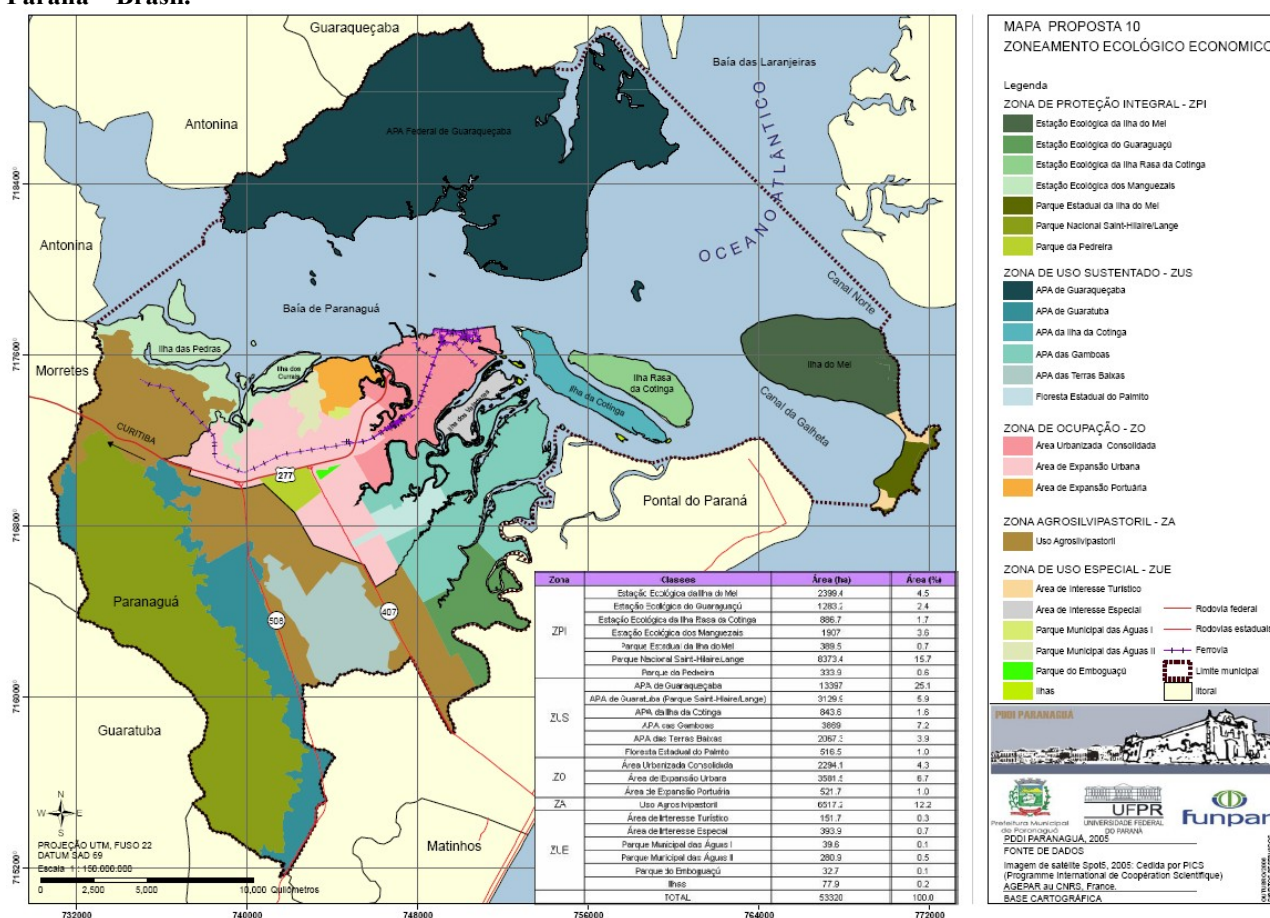 Paraná – Brasil.
Guaraqueçaba
Baía das Laranjeiras
Antonina
APA Federal de Guaraqueçaba
OCEANO ATLÂNTICO
Antonina
Canal Norte
Baía de Paranaguá
Ilha das Pedras
Morretes
Ilha dos Currais
Ilha do Mel
Ilha Rasa
da Cotinga
Ilha da Cotinga
Ilha dos Valadares
Canal da Galheta
CURITIBA
277
Pontal do Paraná
Paranaguá
508
407
Guaratuba
Matinhos
7184000
7176000
7168000
7160000
7152000
732000
740000
748000
756000
764000
772000
N
W E
S
PROJEÇÃO UTM, FUSO 22
DATUM SAD 69
Escala 1 : 150.000.000
0 2,500 5,000 10,000 Quilômetros
Zona Classes Área (ha) Área (%)
ZPI
Estação Ecológica da Ilha do Mel 2399.4 4.5
Estação Ecológica do Guaraguaçú 1283.2 2.4
Estação Ecológica da Ilha Rasa da Cotinga 886.7 1.7
Estação Ecológica dos Manguezais 1907 3.6
Parque Estadual da Ilha do Mel 389.5 0.7
Parque Nacional Saint-Hilaire/Lange 8373.4 15.7
Parque da Pedreira 333.9 0.6
ZUS
APA de Guaraqueçaba 13397 25.1
APA de Guaratuba (Parque Saint-Hilaire/Lange) 3129.9 5.9
APA da Ilha da Cotinga 843.6 1.6
APA das Gamboas 3869 7.2
APA das Terras Baixas 2067.3 3.9
Floresta Estadual do Palmito 516.5 1.0
ZO
Área Urbanizada Consolidada 2294.1 4.3
Área de Expansão Urbana 3581.5 6.7
Área de Expansão Portuária 521.7 1.0
ZA Uso Agrosilvipastoril 6517.2 12.2
ZUE
Área de Interesse Turístico 151.7 0.3
Área de Interesse Especial 393.9 0.7
Parque Municipal das Águas I 39.6 0.1
Parque Municipal das Águas II 280.9 0.5
Parque do Emboguaçú 32.7 0.1
Ilhas 77.9 0.2
TOTAL 53320 100.0
MAPA PROPOSTA 10
ZONEAMENTO ECOLÓGICO ECONOMICO
Legenda
ZONA DE PROTEÇÃO INTEGRAL - ZPI
Estação Ecológica da Ilha do Mel
Estação Ecológica do Guaraguaçú
Estação Ecológica da Ilha Rasa da Cotinga
Estação Ecológica dos Manguezais
Parque Estadual da Ilha do Mel
Parque Nacional Saint-Hilaire/Lange
Parque da Pedreira
ZONA DE USO SUSTENTADO - ZUS
APA de Guaraqueçaba
APA de Guaratuba
APA da Ilha da Cotinga
APA das Gamboas
APA das Terras Baixas
Floresta Estadual do Palmito
ZONA DE OCUPAÇÃO - ZO
Área Urbanizada Consolidada
Área de Expansão Urbana
Área de Expansão Portuária
ZONA AGROSILVIPASTORIL - ZA
Uso Agrosilvipastoril
ZONA DE USO ESPECIAL - ZUE
Área de Interesse Turístico
Área de Interesse Especial
Parque Municipal das Águas I
Parque Municipal das Águas II
Parque do Emboguaçú
Ilhas
Rodovia federal
Rodovias estaduais
Ferrovia
Limite municipal
litoral
PDDI PARANAGUÁ
Prefeitura Municipal
de Paranaguá
UFPR
UNIVERSIDADE FEDERAL
DO PARANÁ
funpar
PDDI PARANAGUÁ, 2005
FONTE DE DADOS
Imagem de satélite Spot5, 2005: Cedida por PICS
(Programme International de Coopération Scientifique)
AGEPAR au CNRS, France.
BASE CARTOGRÁFICA